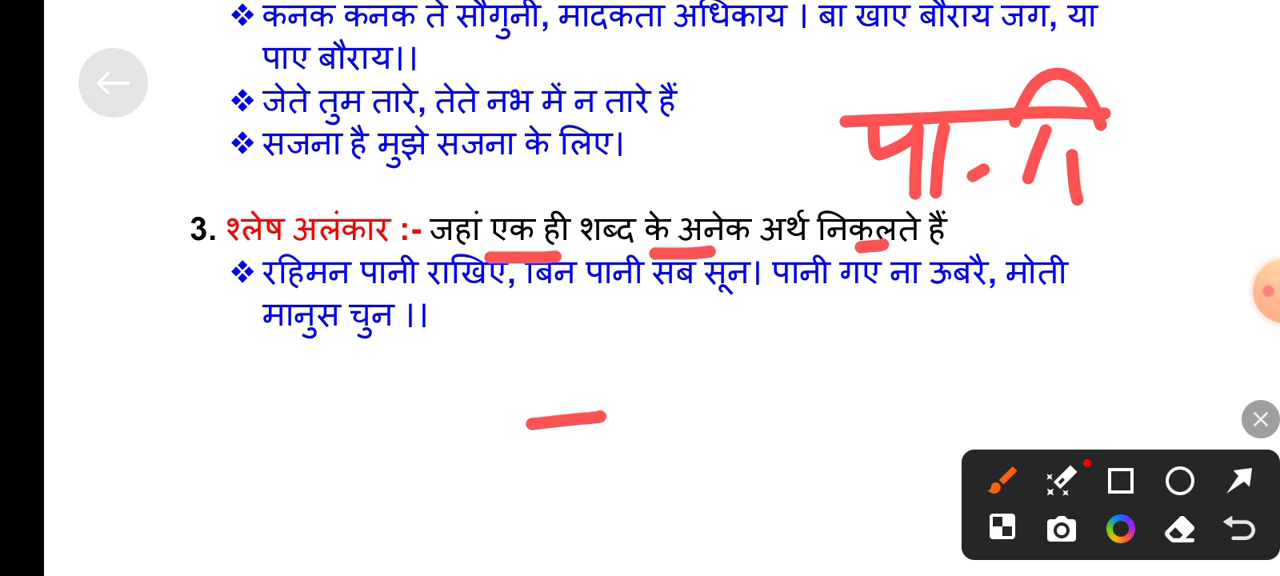 ❖ कनक कनक ते सौगुनी, मादकता अधिकाय । बा खाए बौराय जग, या
पाए बौराय।।
❖ जेते तुम तारे, तेते नभ में न तारे हैं
❖ सजना है मुझे सजना के लिए।
3. श्लेष अलंकार :- जहां एक ही शब्द के अनेक अर्थ निकलते हैं
❖ रहिमन पानी राखिए, बिन पानी सब सून। पानी गए ना ऊबरै, मोती
मानुस चुन ।।